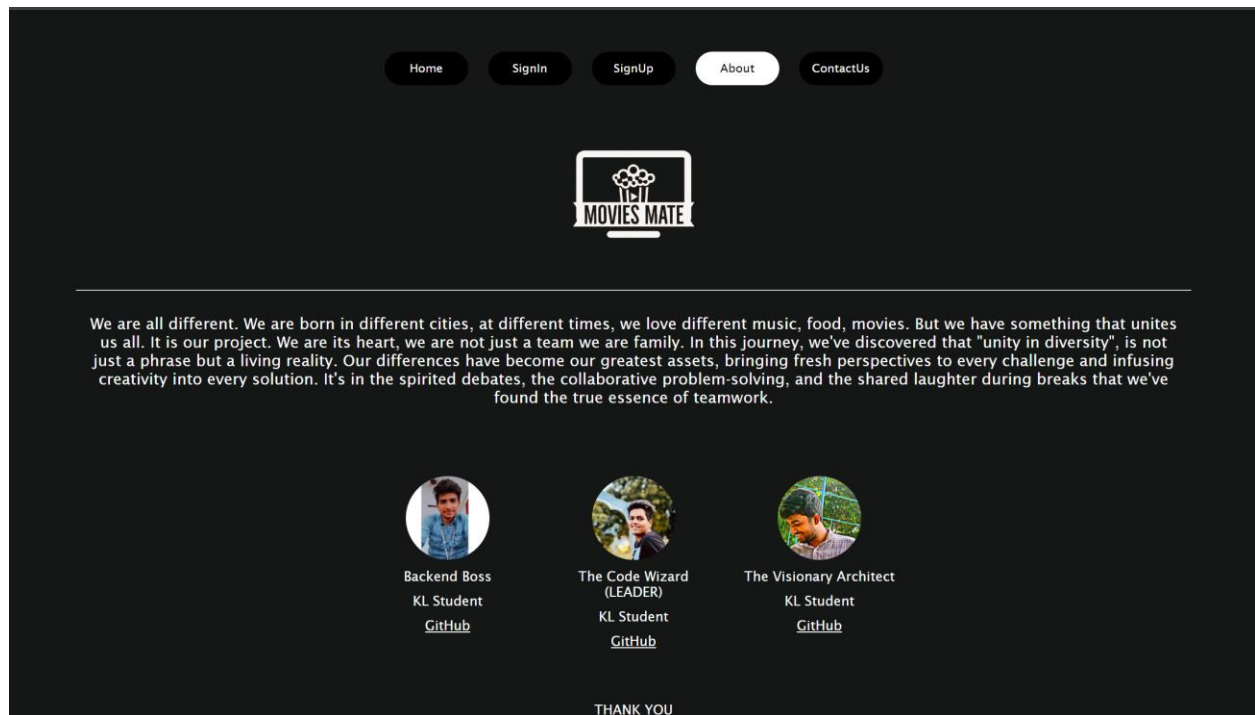 Home SignIn SignUp About ContactUs
MOVIES MATE
We are all different. We are born in different cities, at different times, we love different music, food, movies. But we have something that unites
us all. It is our project. We are its heart, we are not just a team we are family. In this journey, we've discovered that "unity in diversity", is not
just a phrase but a living reality. Our differences have become our greatest assets, bringing fresh perspectives to every challenge and infusing
creativity into every solution. It's in the spirited debates, the collaborative problem-solving, and the shared laughter during breaks that we've
found the true essence of teamwork.
Backend Boss
KL Student
GitHub
The Code Wizard
(LEADER)
KL Student
GitHub
The Visionary Architect
KL Student
GitHub
THANK YOU